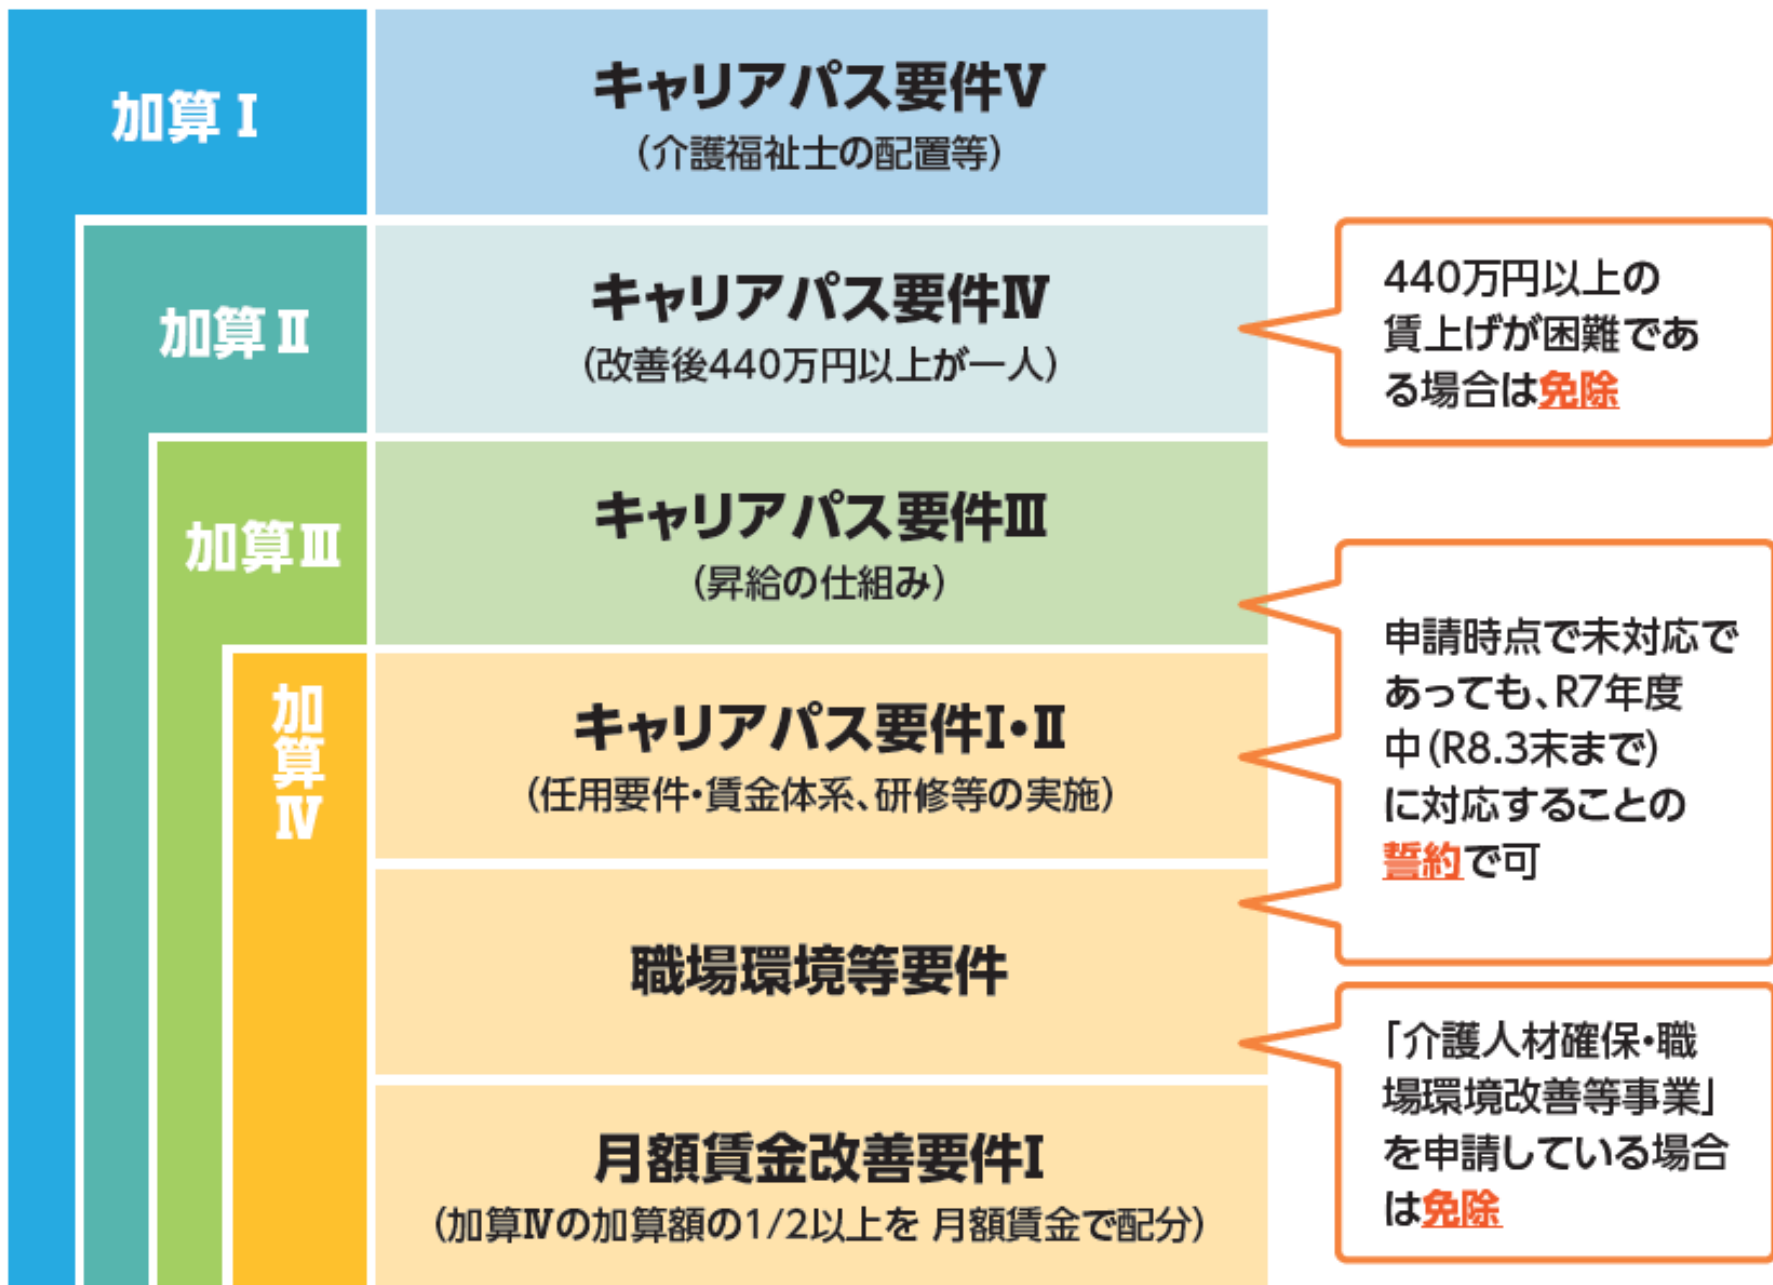 加算Ⅰ
キャリアパス要件Ⅴ
(介護福祉士の配置等)
加算Ⅱ
キャリアパス要件Ⅳ
(改善後440万円以上が一人)
440万円以上の
賃上げが困難であ
る場合は免除
加算Ⅲ
キャリアパス要件Ⅲ
(昇給の仕組み)
加算Ⅳ
キャリアパス要件Ⅰ・Ⅱ
(任用要件・賃金体系、研修等の実施)
申請時点で未対応で
あっても、R7年度
中(R8.3末まで)
に対応することの
誓約で可
職場環境等要件
「介護人材確保・職
場環境改善等事業」
を申請している場合
は免除
月額賃金改善要件Ⅰ
(加算Ⅳの加算額の1/2以上を 月額賃金で配分)